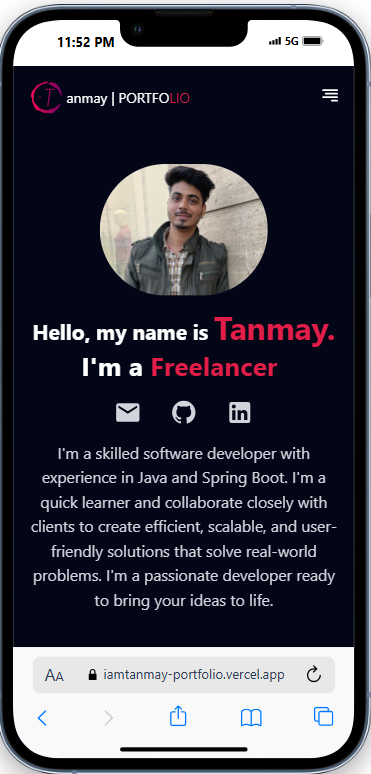 11:52 PM 5G
T anmay | PORTFOLIO
Hello, my name is Tanmay.
I'm a Freelancer
I'm a skilled software developer with
experience in Java and Spring Boot. I'm a
quick learner and collaborate closely with
clients to create efficient, scalable, and user-
friendly solutions that solve real-world
problems. I'm a passionate developer ready
to bring your ideas to life.
AA iamtanmay-portfolio.vercel.app